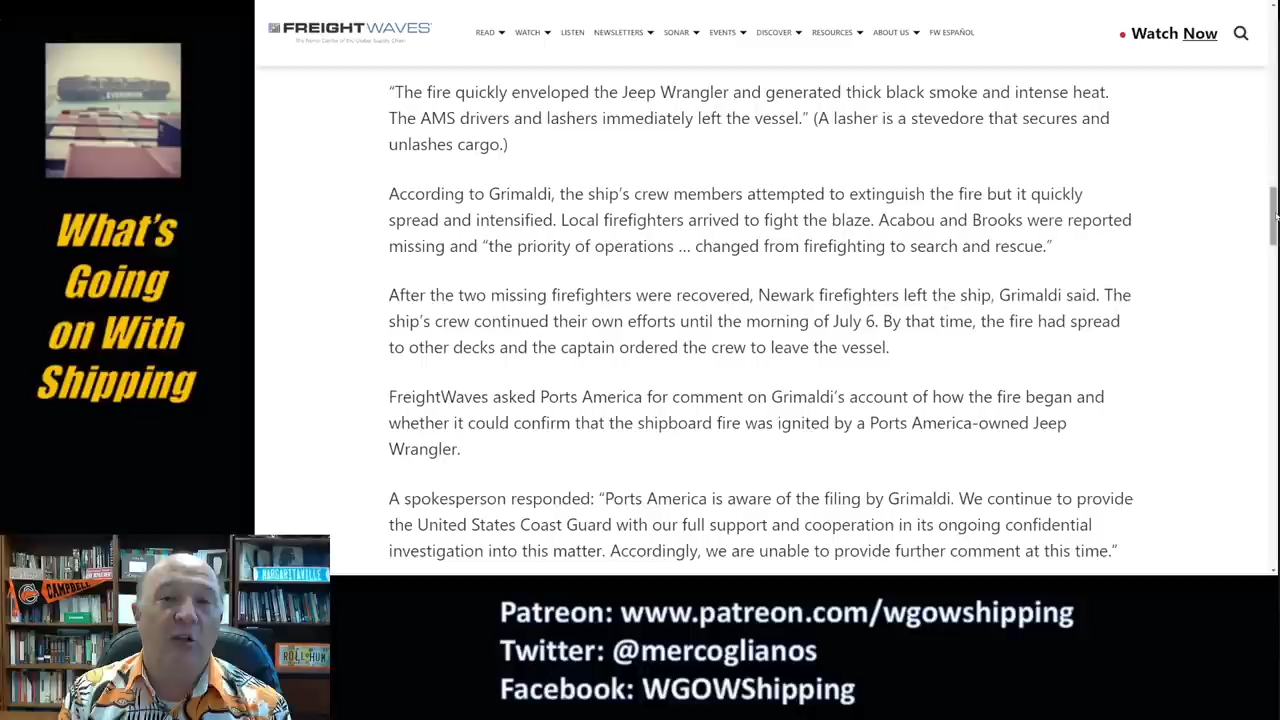 FREIGHTWAVES
READ WATCH LISTEN NEWSLETTERS SONAR EVENTS DISCOVER RESOURCES ABOUT US FW ESPAÑOL
Watch Now
“The fire quickly enveloped the Jeep Wrangler and generated thick black smoke and intense heat.
The AMS drivers and lashers immediately left the vessel.” (A lasher is a stevedore that secures and
unlashes cargo.)
According to Grimaldi, the ship’s crew members attempted to extinguish the fire but it quickly
spread and intensified. Local firefighters arrived to fight the blaze. Acabou and Brooks were reported
missing and “the priority of operations … changed from firefighting to search and rescue.”
After the two missing firefighters were recovered, Newark firefighters left the ship, Grimaldi said. The
ship’s crew continued their own efforts until the morning of July 6. By that time, the fire had spread
to other decks and the captain ordered the crew to leave the vessel.
FreightWaves asked Ports America for comment on Grimaldi’s account of how the fire began and
whether it could confirm that the shipboard fire was ignited by a Ports America-owned Jeep
Wrangler.
A spokesperson responded: “Ports America is aware of the filing by Grimaldi. We continue to provide
the United States Coast Guard with our full support and cooperation in its ongoing confidential
investigation into this matter. Accordingly, we are unable to provide further comment at this time.”
What's
Going
on With
Shipping
EVERGREEN
CAMPBELL
MARGARITAVILLE
ROLL HUM
Patreon: www.patreon.com/wgowshipping
Twitter: @mercoglianos
Facebook: WGOWShipping